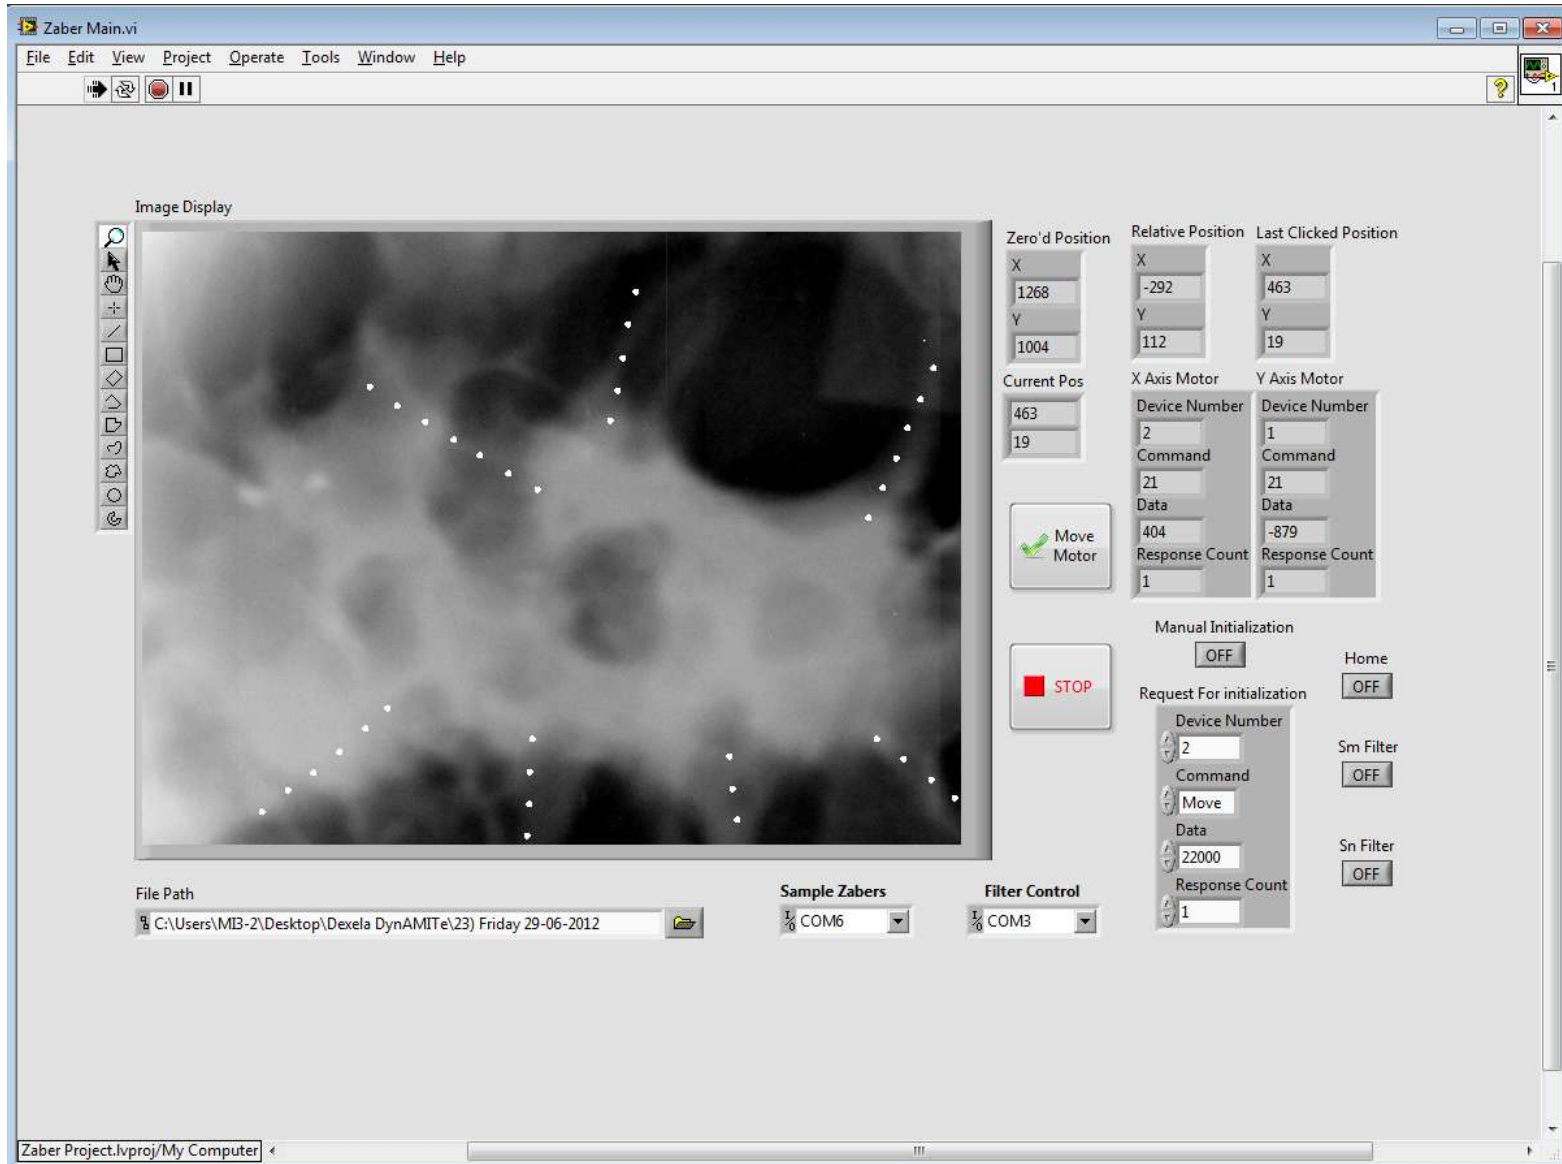 Zaber Main.vi
File Edit View Project Operate Tools Window Help
1
Image Display
Zero'd Position
X
1268
Y
1004
Relative Position
X
-292
Y
112
Last Clicked Position
X
463
Y
19
Current Pos
463
19
X Axis Motor
Device Number
2
Command
21
Data
404
Response Count
1
Y Axis Motor
Device Number
1
Command
21
Data
-879
Response Count
1
Move
Motor
STOP
Manual Initialization
OFF
Request For initialization
Device Number
2
Command
Move
Data
22000
Response Count
1
Home
OFF
Sm Filter
OFF
Sn Filter
OFF
File Path
C:\Users\MI3-2\Desktop\Dexela DynAMITe\23) Friday 29-06-2012
Sample Zabers
COM6
Filter Control
COM3
Zaber Project.lvproj/My Computer